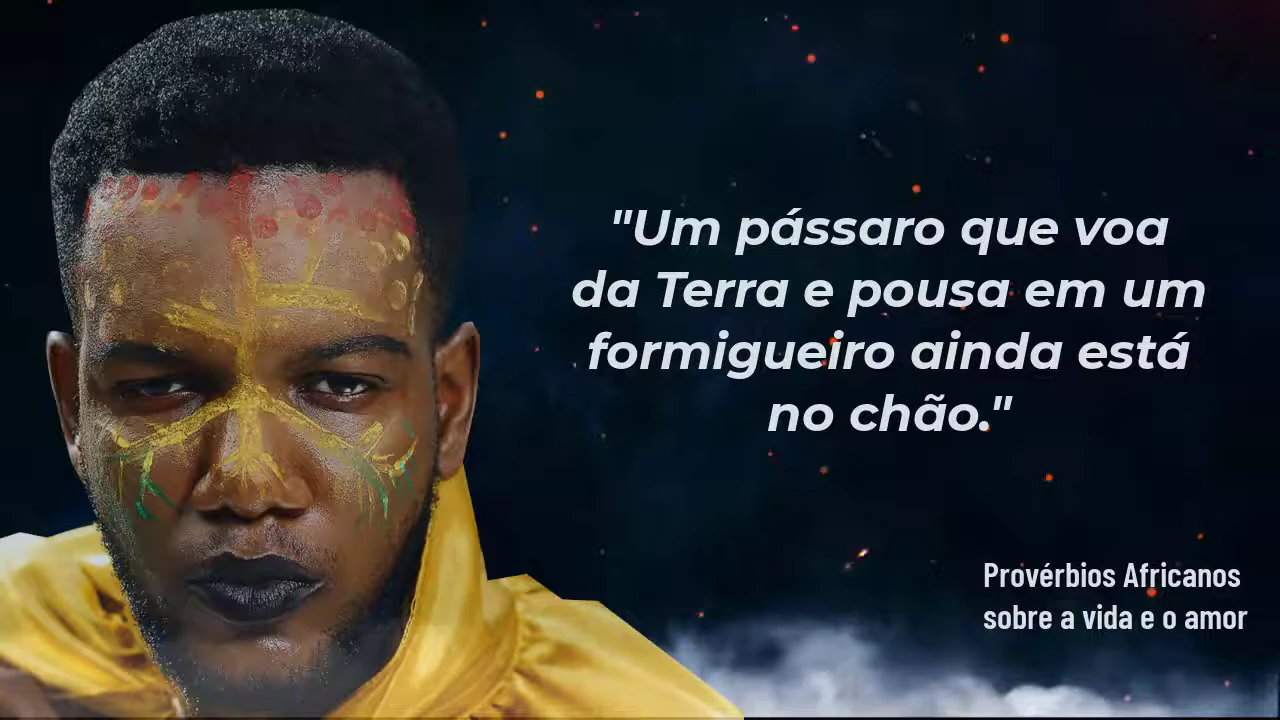 "Um pássaro que voa
da Terra e pousa em um
formigueiro ainda está
no chão."
Provérbios Africanos
sobre a vida e o amor